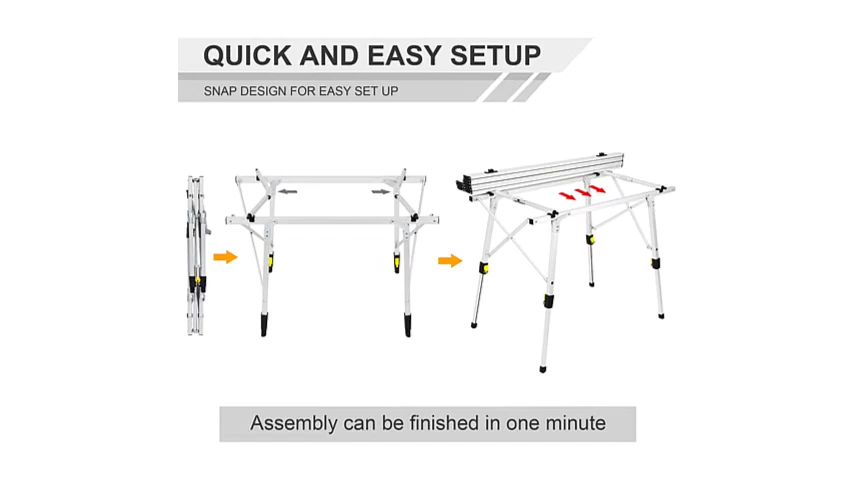 QUICK AND EASY SETUP
SNAP DESIGN FOR EASY SET UP
Assembly can be finished in one minute